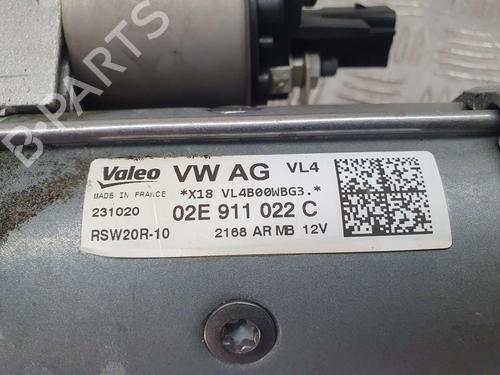 B-PARTS
Valeo VW AG VL4
MADE IN FRANCE *X18 VL4B00WBG3.*
231020 02E 911 022 C
RSW20R-10 2168 AR MB 12V